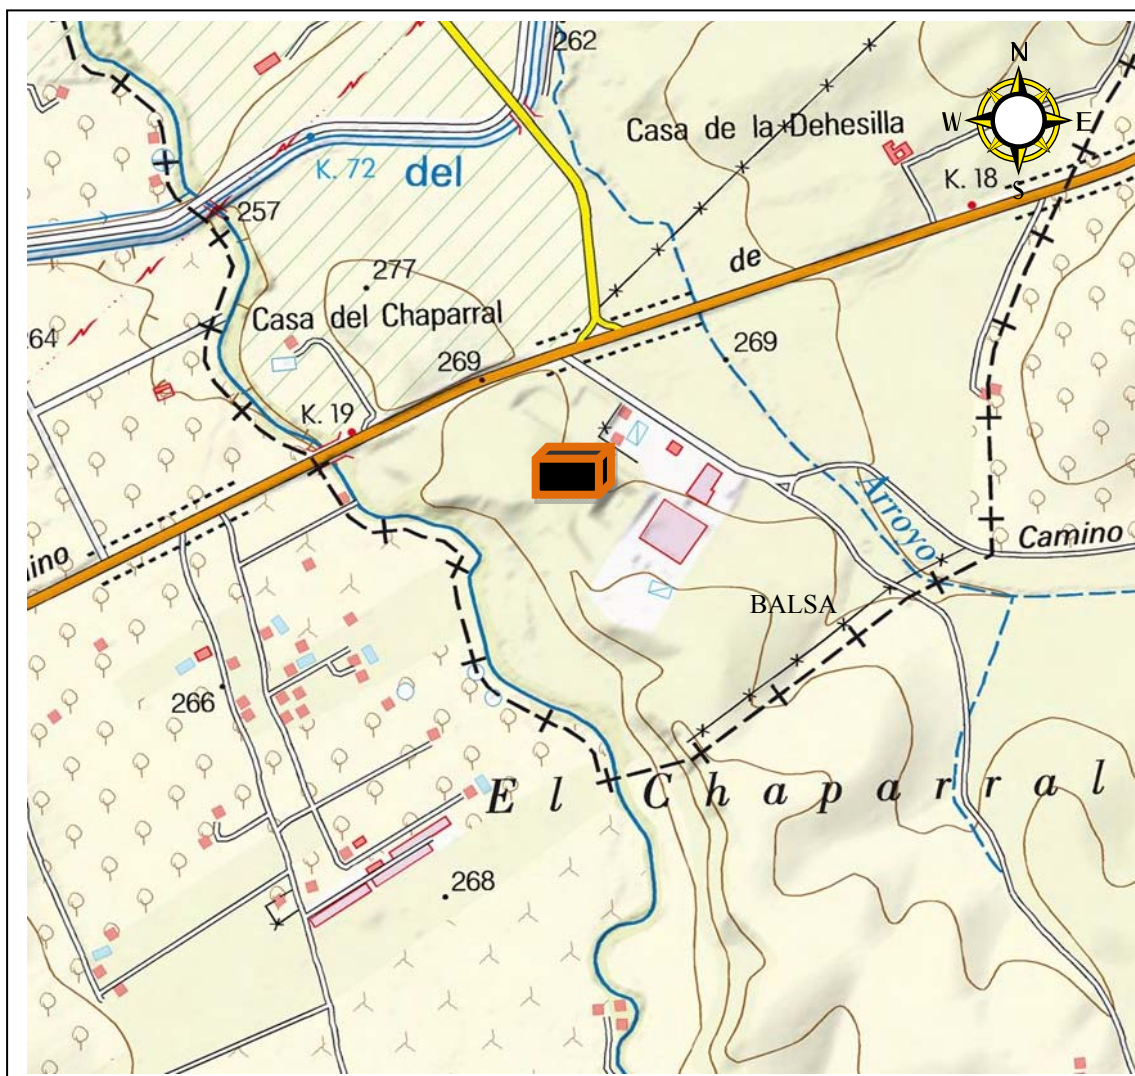 262
N
Casa de la Dehesilla
W
E
K. 72
del
K. 18
S
257
de
277
Casa del Chaparral
264
269
269
K. 19
Arroyo
ino
Camino
BALSA
266
El Chaparral
268